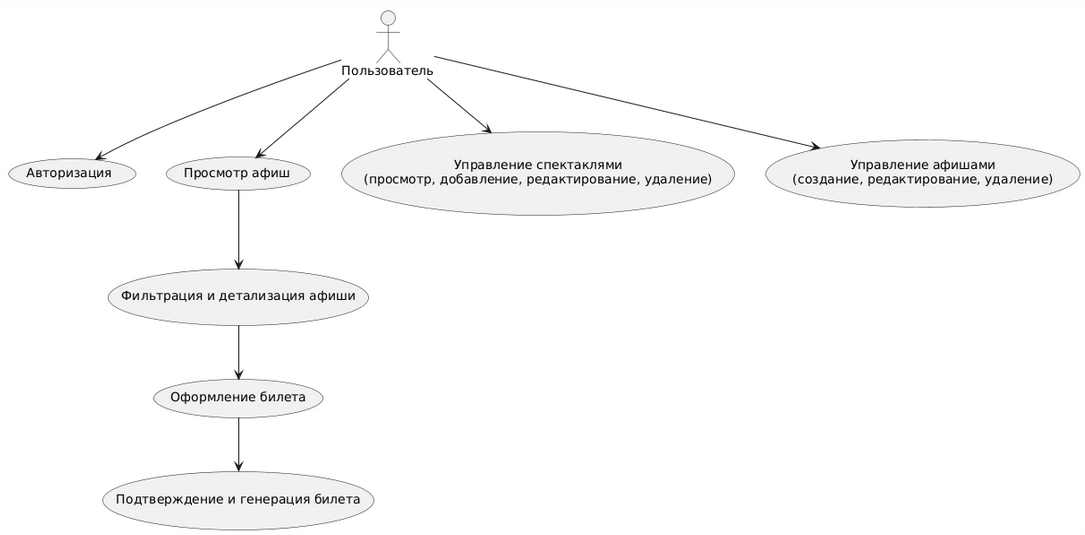 Пользователь
Авторизация
Просмотр афиш
Управление спектаклями
(просмотр, добавление, редактирование, удаление)
Управление афишами
(создание, редактирование, удаление)
Фильтрация и детализация афиши
Оформление билета
Подтверждение и генерация билета